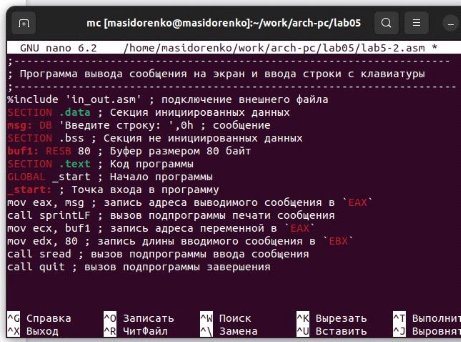 mc [masidorenko@masidorenko]:~/work/arch-pc/lab05
GNU nano 6.2 /home/masidorenko/work/arch-pc/lab05/lab5-2.asm *
;---------------------------------------------------------------
; Программа вывода сообщения на экран и ввода строки с клавиатуры
;---------------------------------------------------------------
%include 'in_out.asm' ; подключение внешнего файла
SECTION .data ; Секция инициированных данных
msg: DB 'Введите строку: ',0h ; сообщение
SECTION .bss ; Секция не инициированных данных
buf1: RESB 80 ; Буфер размером 80 байт
SECTION .text ; Код программы
GLOBAL _start ; Начало программы
_start: ; Точка входа в программу
mov eax, msg ; запись адреса выводимого сообщения в `EAX`
call sprintLF ; вызов подпрограммы печати сообщения
mov ecx, buf1 ; запись адреса переменной в `EAX`
mov edx, 80 ; запись длины вводимого сообщения в `EBX`
call sread ; вызов подпрограммы ввода сообщения
call quit ; вызов подпрограммы завершения
^G Справка ^O Записать ^W Поиск ^K Вырезать ^T Выполнит
^X Выход ^R ЧитФайл ^\ Замена ^U Вставить ^J Выровнят